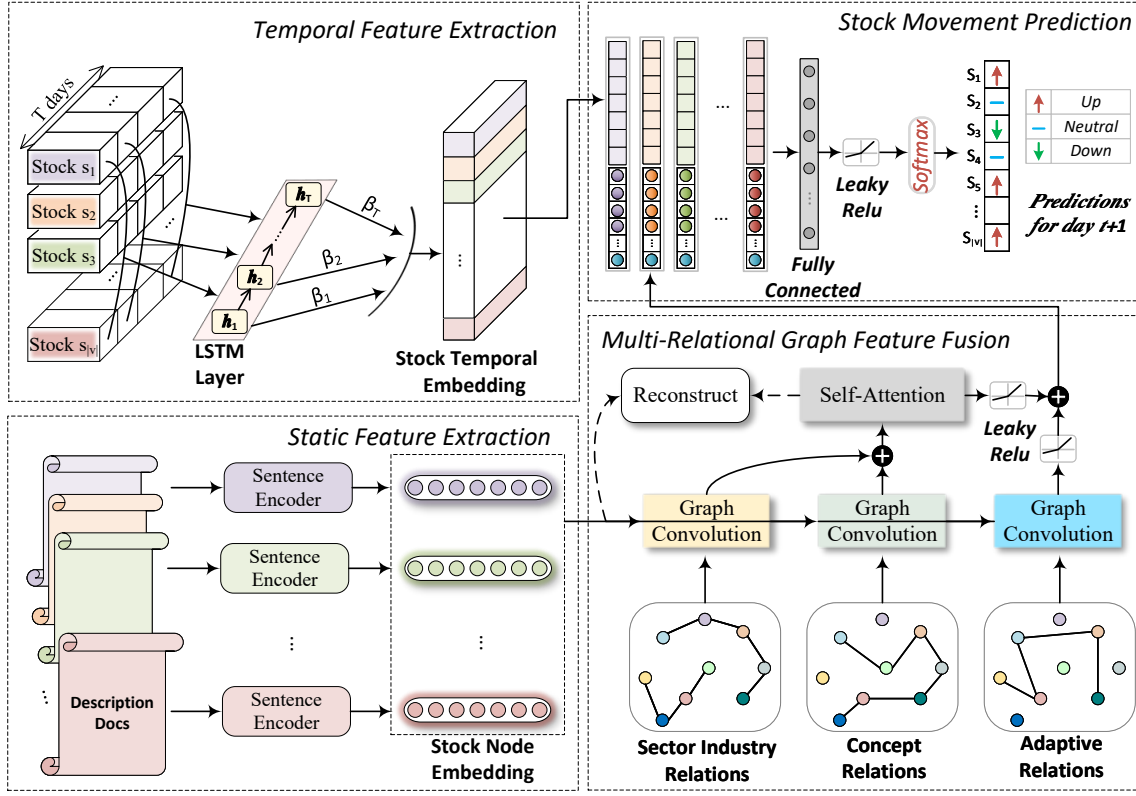 Temporal Feature Extraction
T days
...
Stock s1
Stock s2
Stock s3
Stock s|v|
hT
h2
h1
βT
β2
β1
LSTM
Layer
...
Stock Temporal
Embedding
Stock Movement Prediction
...
...
Fully
Connected
Leaky
Relu
Softmax
S1
S2
S3
S4
S5
S|v|
Up
Neutral
Down
Predictions
for day t+1
Static Feature Extraction
Description
Docs
Sentence
Encoder
Sentence
Encoder
Sentence
Encoder
Stock Node
Embedding
Multi-Relational Graph Feature Fusion
Reconstruct
Self-Attention
Leaky
Relu
Graph
Convolution
Graph
Convolution
Graph
Convolution
Sector Industry
Relations
Concept
Relations
Adaptive
Relations